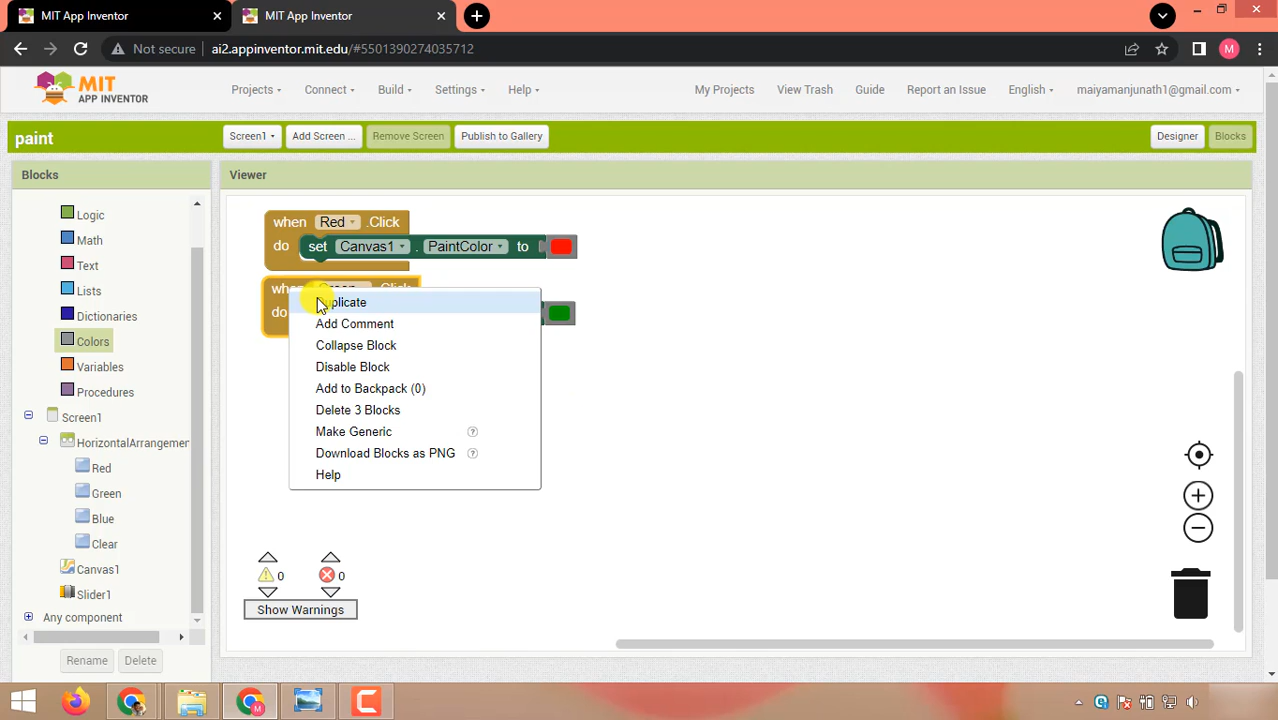 MIT App Inventor
MIT App Inventor
Not secure
ai2.appinventor.mit.edu/#5501390274035712
M
MIT
APP INVENTOR
Projects
Connect
Build
Settings
Help
My Projects
View Trash
Guide
Report an Issue
English
maiyamanjunath1@gmail.com
paint
Screen1
Add Screen ...
Remove Screen
Publish to Gallery
Designer
Blocks
Blocks
Viewer
Logic
Math
Text
Lists
Dictionaries
Colors
Variables
Procedures
Screen1
HorizontalArrangemer
Red
Green
Blue
Clear
Canvas1
Slider1
Any component
Rename
Delete
when Red .Click
do set Canvas1 . PaintColor to
when Green .Click
do
Duplicate
Add Comment
Collapse Block
Disable Block
Add to Backpack (0)
Delete 3 Blocks
Make Generic ?
Download Blocks as PNG ?
Help
0
0
Show Warnings
M